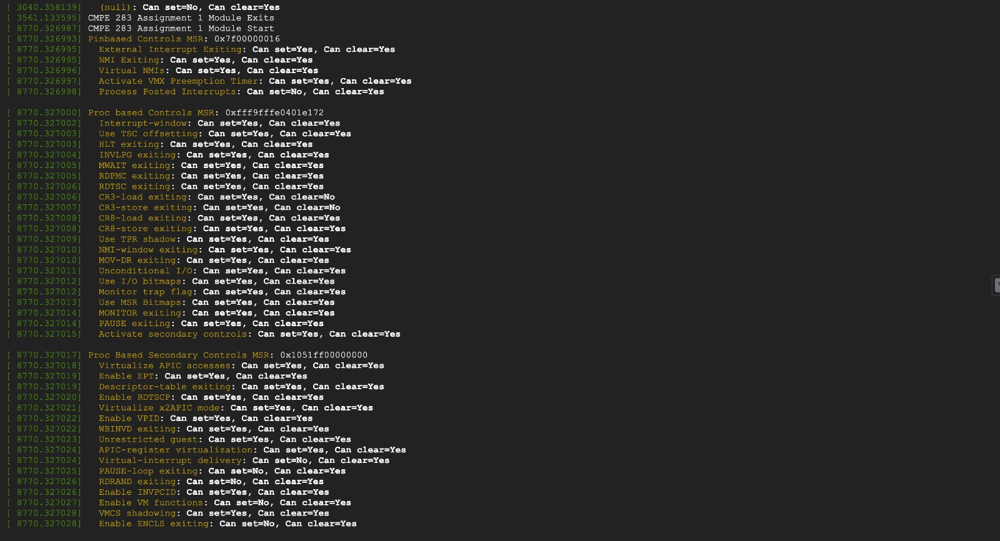 [ 3040.358139]   (null): Can set=No, Can clear=Yes
[ 3561.133595] CMPE 283 Assignment 1 Module Exits
[ 8770.326987] CMPE 283 Assignment 1 Module Start
[ 8770.326993] Pinbased Controls MSR: 0x7f00000016
[ 8770.326995]   External Interrupt Exiting: Can set=Yes, Can clear=Yes
[ 8770.326995]   NMI Exiting: Can set=Yes, Can clear=Yes
[ 8770.326996]   Virtual NMIs: Can set=Yes, Can clear=Yes
[ 8770.326997]   Activate VMX Preemption Timer: Can set=Yes, Can clear=Yes
[ 8770.326998]   Process Posted Interrupts: Can set=No, Can clear=Yes
[ 8770.327000] Proc based Controls MSR: 0xfff9fffe0401e172
[ 8770.327002]   Interrupt-window: Can set=Yes, Can clear=Yes
[ 8770.327003]   Use TSC offsetting: Can set=Yes, Can clear=Yes
[ 8770.327003]   HLT exiting: Can set=Yes, Can clear=Yes
[ 8770.327004]   INVLPG exiting: Can set=Yes, Can clear=Yes
[ 8770.327005]   MWAIT exiting: Can set=Yes, Can clear=Yes
[ 8770.327005]   RDPMC exiting: Can set=Yes, Can clear=Yes
[ 8770.327006]   RDTSC exiting: Can set=Yes, Can clear=Yes
[ 8770.327006]   CR3-load exiting: Can set=Yes, Can clear=No
[ 8770.327007]   CR3-store exiting: Can set=Yes, Can clear=No
[ 8770.327008]   CR8-load exiting: Can set=Yes, Can clear=Yes
[ 8770.327008]   CR8-store exiting: Can set=Yes, Can clear=Yes
[ 8770.327009]   Use TPR shadow: Can set=Yes, Can clear=Yes
[ 8770.327010]   NMI-window exiting: Can set=Yes, Can clear=Yes
[ 8770.327010]   MOV-DR exiting: Can set=Yes, Can clear=Yes
[ 8770.327011]   Unconditional I/O: Can set=Yes, Can clear=Yes
[ 8770.327012]   Use I/O bitmaps: Can set=Yes, Can clear=Yes
[ 8770.327012]   Monitor trap flag: Can set=Yes, Can clear=Yes
[ 8770.327013]   Use MSR Bitmaps: Can set=Yes, Can clear=Yes
[ 8770.327014]   MONITOR exiting: Can set=Yes, Can clear=Yes
[ 8770.327014]   PAUSE exiting: Can set=Yes, Can clear=Yes
[ 8770.327015]   Activate secondary controls: Can set=Yes, Can clear=Yes
[ 8770.327017] Proc Based Secondary Controls MSR: 0x1051ff00000000
[ 8770.327018]   Virtualize APIC accesses: Can set=Yes, Can clear=Yes
[ 8770.327019]   Enable EPT: Can set=Yes, Can clear=Yes
[ 8770.327019]   Descriptor-table exiting: Can set=Yes, Can clear=Yes
[ 8770.327020]   Enable RDTSCP: Can set=Yes, Can clear=Yes
[ 8770.327021]   Virtualize x2APIC mode: Can set=Yes, Can clear=Yes
[ 8770.327022]   Enable VPID: Can set=Yes, Can clear=Yes
[ 8770.327022]   WBINVD exiting: Can set=Yes, Can clear=Yes
[ 8770.327023]   Unrestricted guest: Can set=Yes, Can clear=Yes
[ 8770.327024]   APIC-register virtualization: Can set=Yes, Can clear=Yes
[ 8770.327024]   Virtual-interrupt delivery: Can set=No, Can clear=Yes
[ 8770.327025]   PAUSE-loop exiting: Can set=No, Can clear=Yes
[ 8770.327026]   RDRAND exiting: Can set=No, Can clear=Yes
[ 8770.327026]   Enable INVPCID: Can set=Yes, Can clear=Yes
[ 8770.327027]   Enable VM functions: Can set=No, Can clear=Yes
[ 8770.327028]   VMCS shadowing: Can set=Yes, Can clear=Yes
[ 8770.327028]   Enable ENCLS exiting: Can set=No, Can clear=Yes